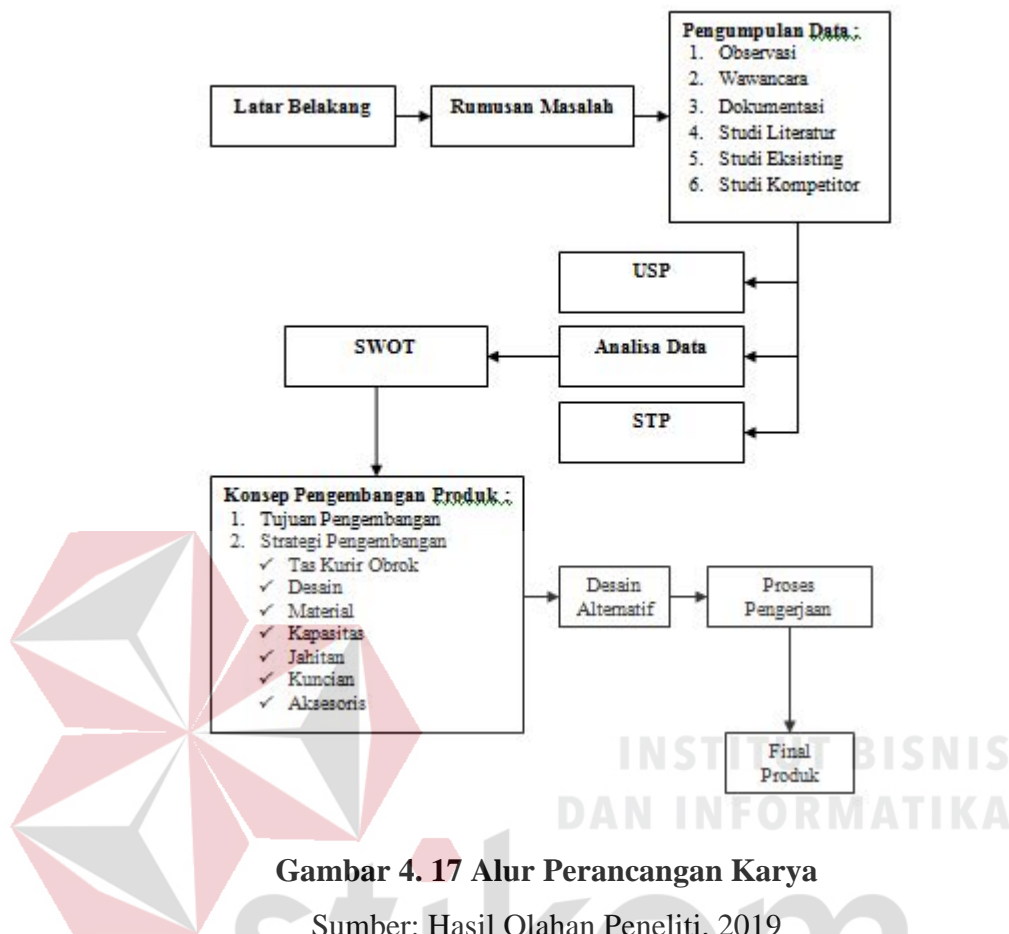 Latar Belakang
Rumusan Masalah
Pengumpulan Data :
1. Observasi
2. Wawancara
3. Dokumentasi
4. Studi Literatur
5. Studi Eksisting
6. Studi Kompetitor
USP
SWOT
Analisa Data
STP
Konsep Pengembangan Produk :
1. Tujuan Pengembangan
2. Strategi Pengembangan
✓ Tas Kurir Obrok
✓ Desain
✓ Material
✓ Kapasitas
✓ Jahitan
✓ Kuncian
✓ Aksesoris
Desain
Alternatif
Proses
Pengerjaan
Final
Produk
INSTITUT BISNIS
DAN INFORMATIKA
Gambar 4. 17 Alur Perancangan Karya
stikom
Sumber: Hasil Olahan Peneliti, 2019